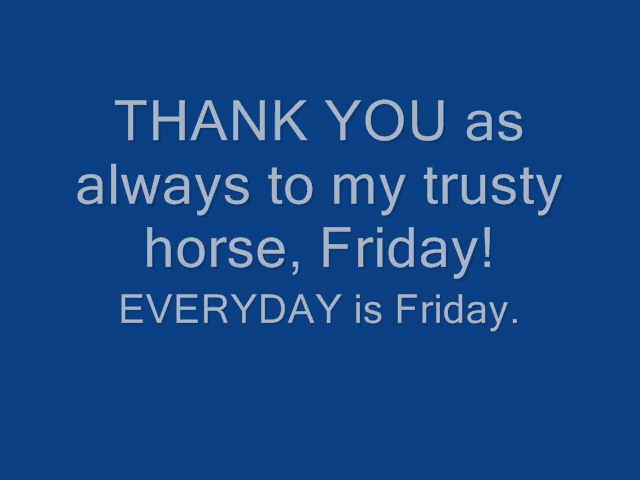 THANK YOU as
always to my trusty
horse, Friday!
EVERYDAY is Friday.